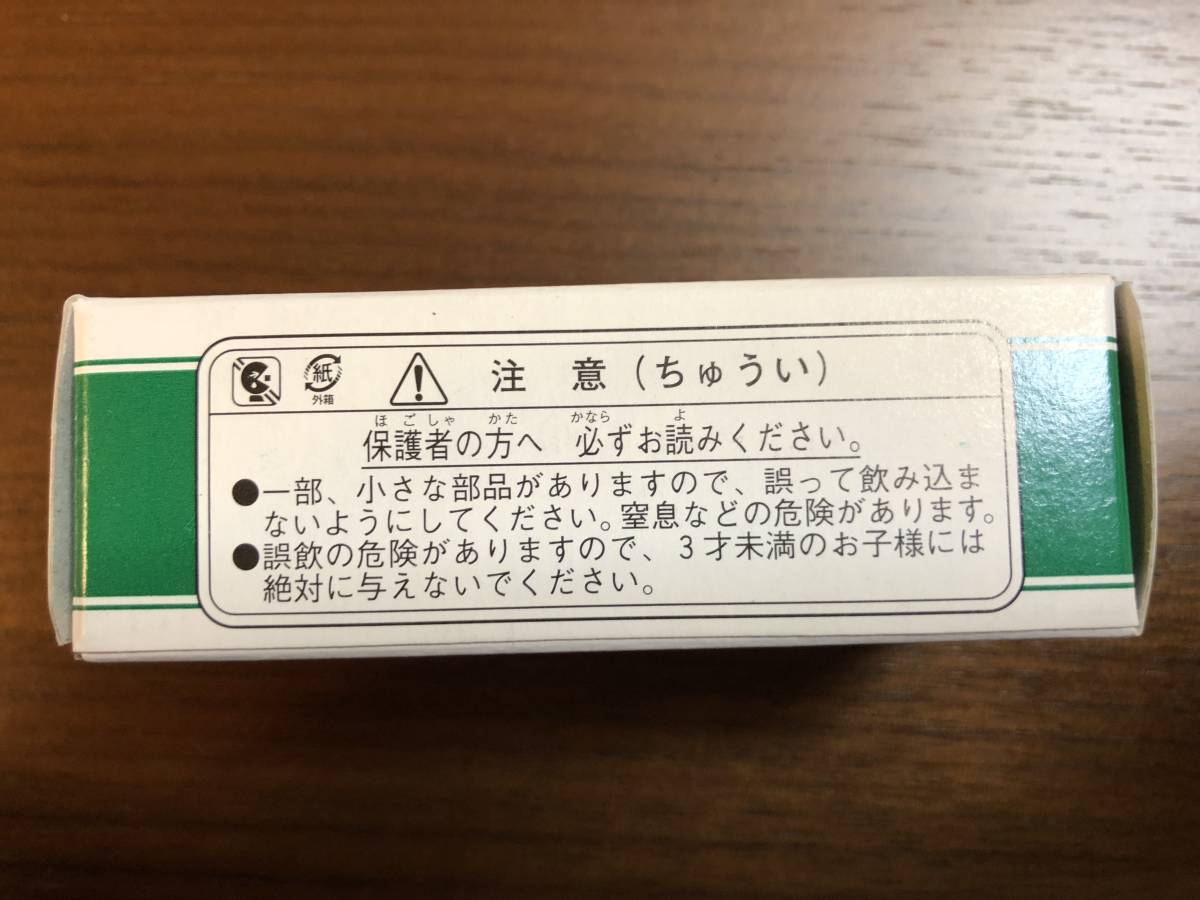 紙
外箱
注意(ちゅうい)
ほごしゃ かた かなら よ
保護者の方へ 必ずお読みください。
●一部、小さな部品がありますので、誤って飲み込ま
ないようにしてください。窒息などの危険があります。
●誤飲の危険がありますので、3才未満のお子様には
絶対に与えないでください。